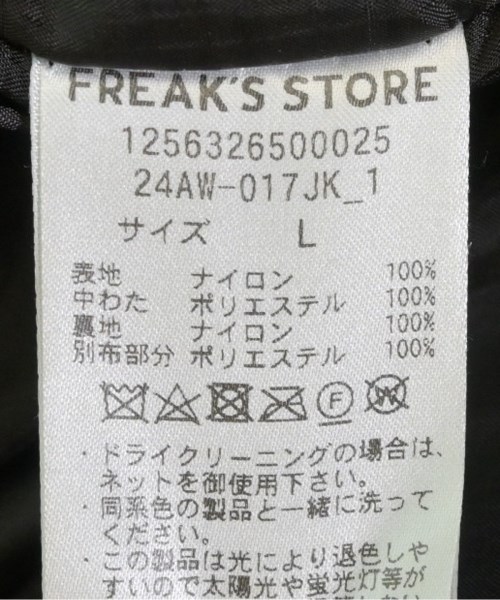 FREAK'S STORE
1256326500025
24AW-017JK_1
サイズ L
表地 ナイロン 100%
中わた ポリエステル 100%
裏地 ナイロン 100%
別布部分 ポリエステル 100%
F W
・ドライクリーニングの場合は、
ネットを御使用下さい。
・同系色の製品と一緒に洗って
ください。
・この製品は光により退色しや
すいので太陽光や蛍光灯等が